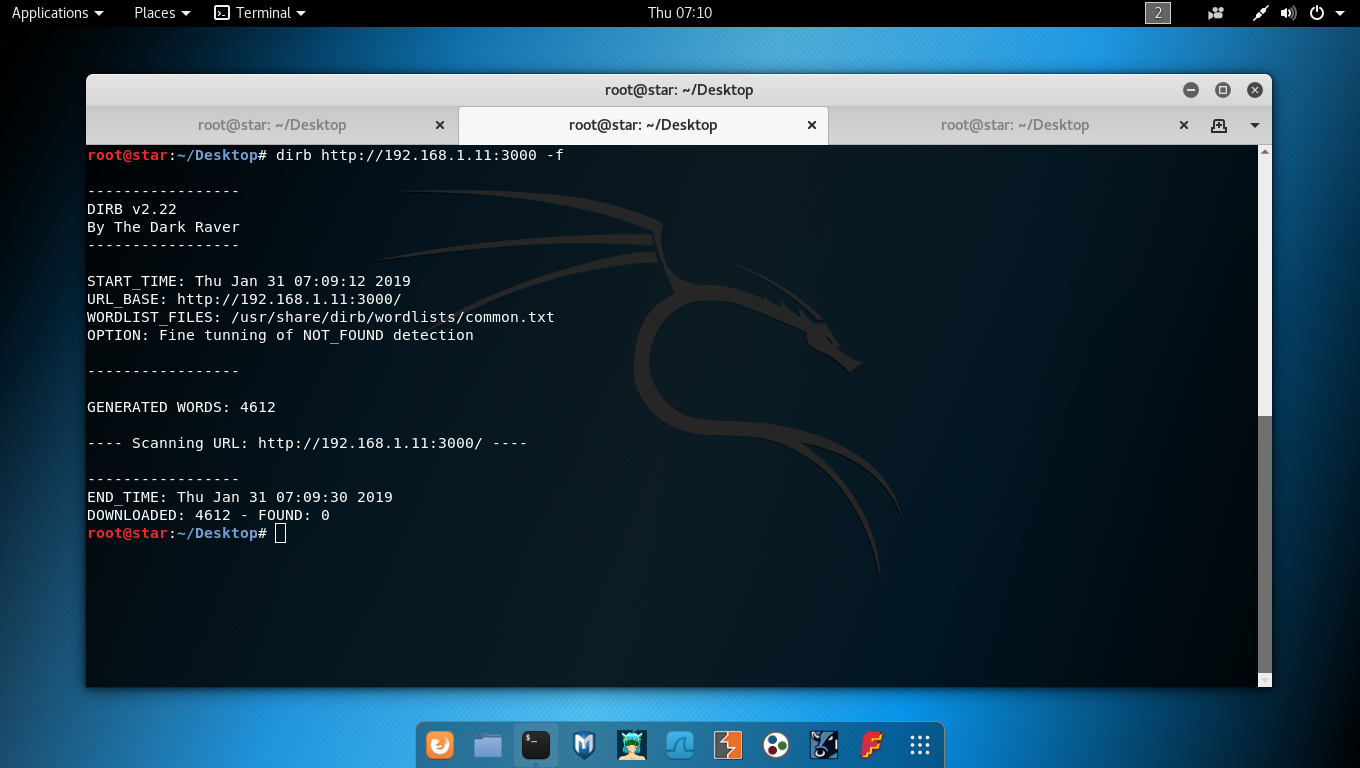 Applications Places Terminal Thu 07:10 2
root@star: ~/Desktop
root@star: ~/Desktop root@star: ~/Desktop root@star: ~/Desktop
root@star:~/Desktop# dirb http://192.168.1.11:3000 -f
-----------------
DIRB v2.22
By The Dark Raver
-----------------
START_TIME: Thu Jan 31 07:09:12 2019
URL_BASE: http://192.168.1.11:3000/
WORDLIST_FILES: /usr/share/dirb/wordlists/common.txt
OPTION: Fine tunning of NOT_FOUND detection
-----------------
GENERATED WORDS: 4612
---- Scanning URL: http://192.168.1.11:3000/ ----
-----------------
END_TIME: Thu Jan 31 07:09:30 2019
DOWNLOADED: 4612 - FOUND: 0
root@star:~/Desktop#